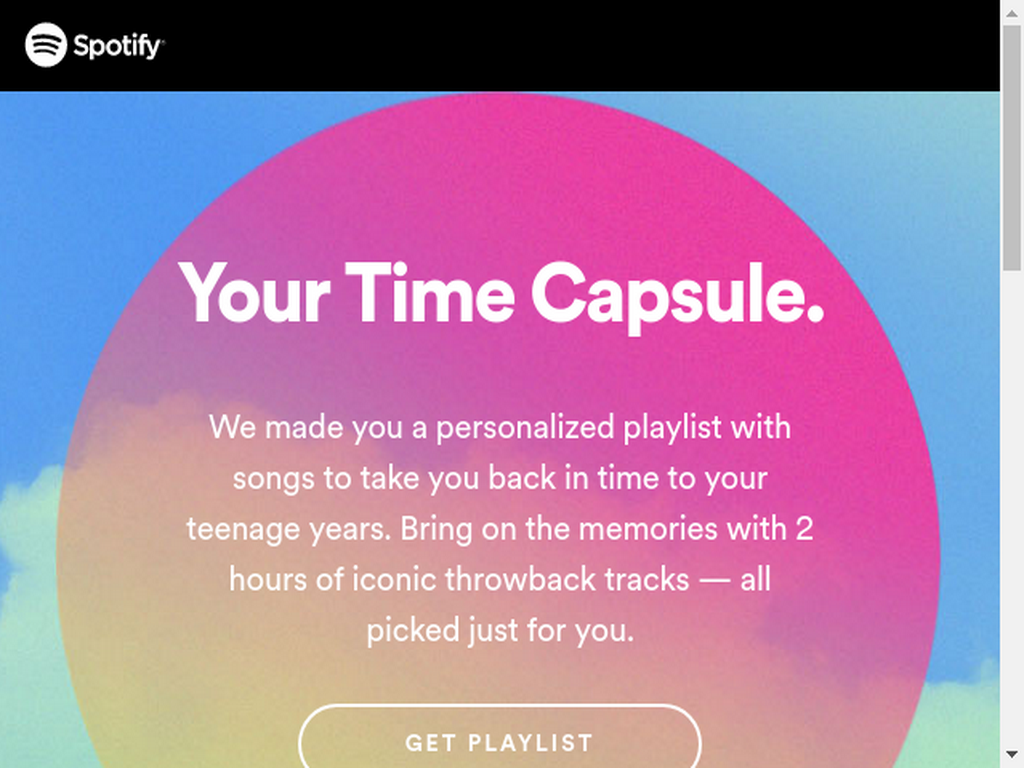 Spotify
Your Time Capsule.
We made you a personalized playlist with
songs to take you back in time to your
teenage years. Bring on the memories with 2
hours of iconic throwback tracks — all
picked just for you.
GET PLAYLIST